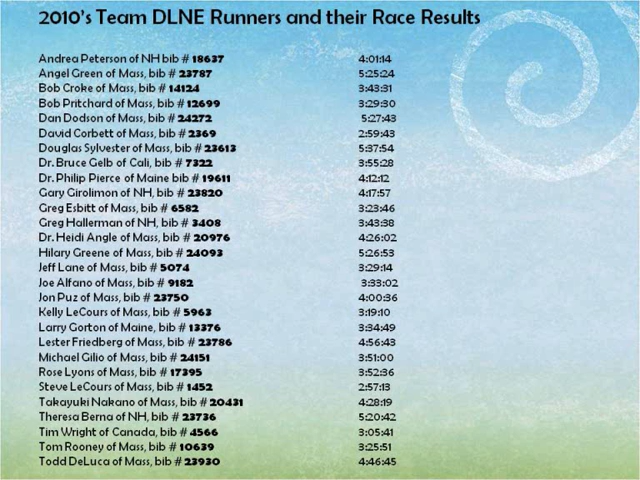 2010's Team DLNE Runners and their Race Results
Andrea Peterson of NH bib # 18637 4:01:14
Angel Green of Mass, bib # 23787 5:25:24
Bob Croke of Mass, bib # 14124 3:43:31
Bob Pritchard of Mass, bib # 12699 3:29:30
Dan Dodson of Mass, bib # 24272 5:27:43
David Corbett of Mass, bib # 2369 2:59:43
Douglas Sylvester of Mass, bib # 23613 5:37:54
Dr. Bruce Gelb of Cali, bib # 7322 3:55:28
Dr. Philip Pierce of Maine bib # 19611 4:12:12
Gary Girolimon of NH, bib # 23820 4:17:57
Greg Esbitt of Mass, bib # 6582 3:23:46
Greg Hallerman of NH, bib # 3408 3:43:38
Dr. Heidi Angle of Mass, bib # 20976 4:26:02
Hilary Greene of Mass, bib # 24093 5:26:53
Jeff Lane of Mass, bib # 5074 3:29:14
Joe Alfano of Mass, bib # 9182 3:33:02
Jon Puz of Mass, bib # 23750 4:00:36
Kelly LeCours of Mass, bib # 5963 3:19:10
Larry Gorton of Maine, bib # 13376 3:34:49
Lester Friedberg of Mass, bib # 23786 4:56:43
Michael Gilio of Mass, bib # 24151 3:51:00
Rose Lyons of Mass, bib # 17395 3:52:36
Steve LeCours of Mass, bib # 1452 2:57:13
Takayuki Nakano of Mass, bib # 20431 4:28:19
Theresa Berna of NH, bib # 23736 5:20:42
Tim Wright of Canada, bib # 4566 3:05:41
Tom Rooney of Mass, bib # 10639 3:25:51
Todd DeLuca of Mass, bib # 23930 4:46:45